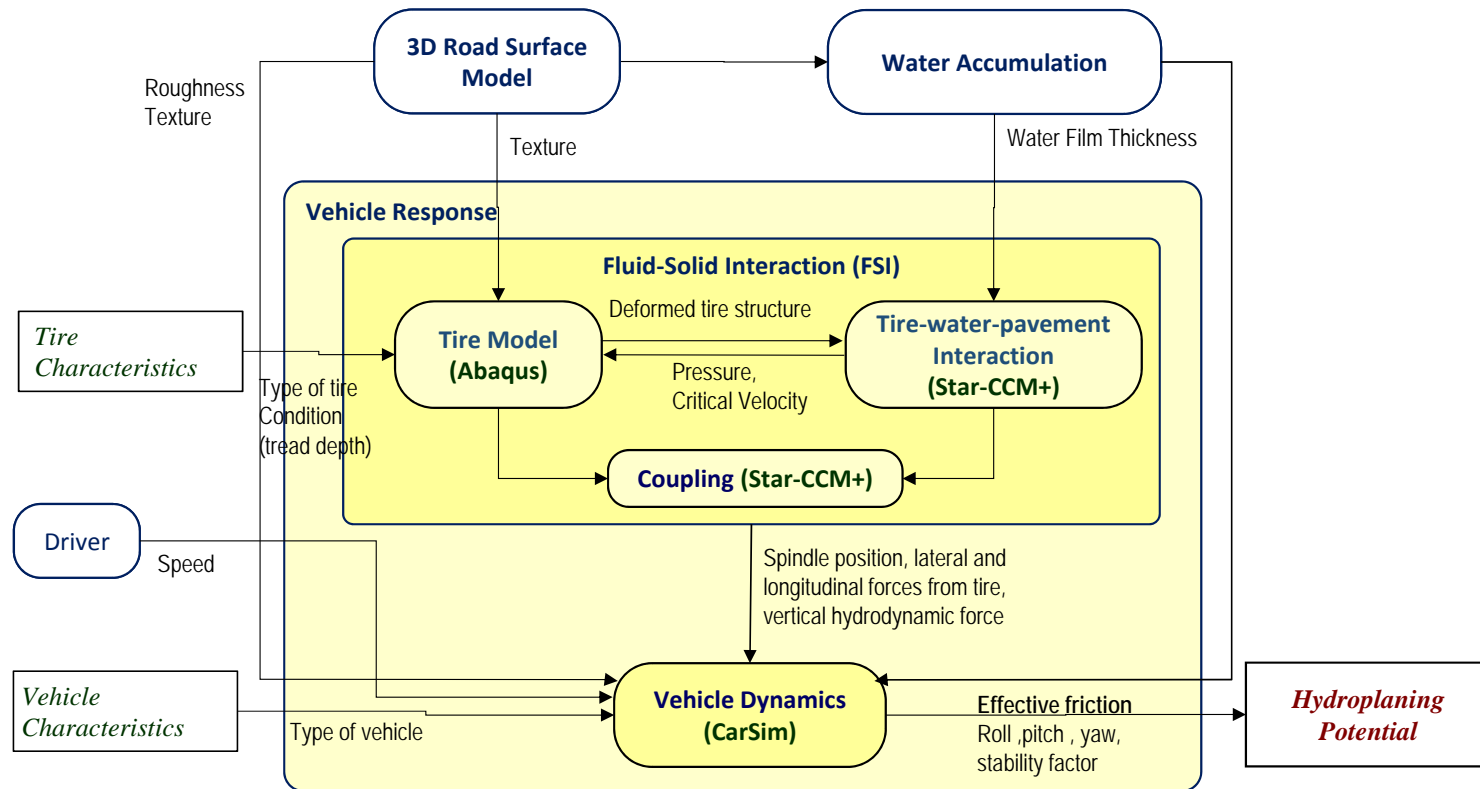 3D Road Surface
Model
Water Accumulation
Roughness
Texture
Texture
Water Film Thickness
Vehicle Response
Fluid-Solid Interaction (FSI)
Deformed tire structure
Tire
Characteristics
Tire Model
(Abaqus)
Tire-water-pavement
Interaction
(Star-CCM+)
Pressure,
Critical Velocity
Type of tire
Condition
(tread depth)
Coupling (Star-CCM+)
Driver
Speed
Spindle position, lateral and
longitudinal forces from tire,
vertical hydrodynamic force
Vehicle
Characteristics
Type of vehicle
Vehicle Dynamics
(CarSim)
Effective friction
Roll ,pitch , yaw,
stability factor
Hydroplaning
Potential